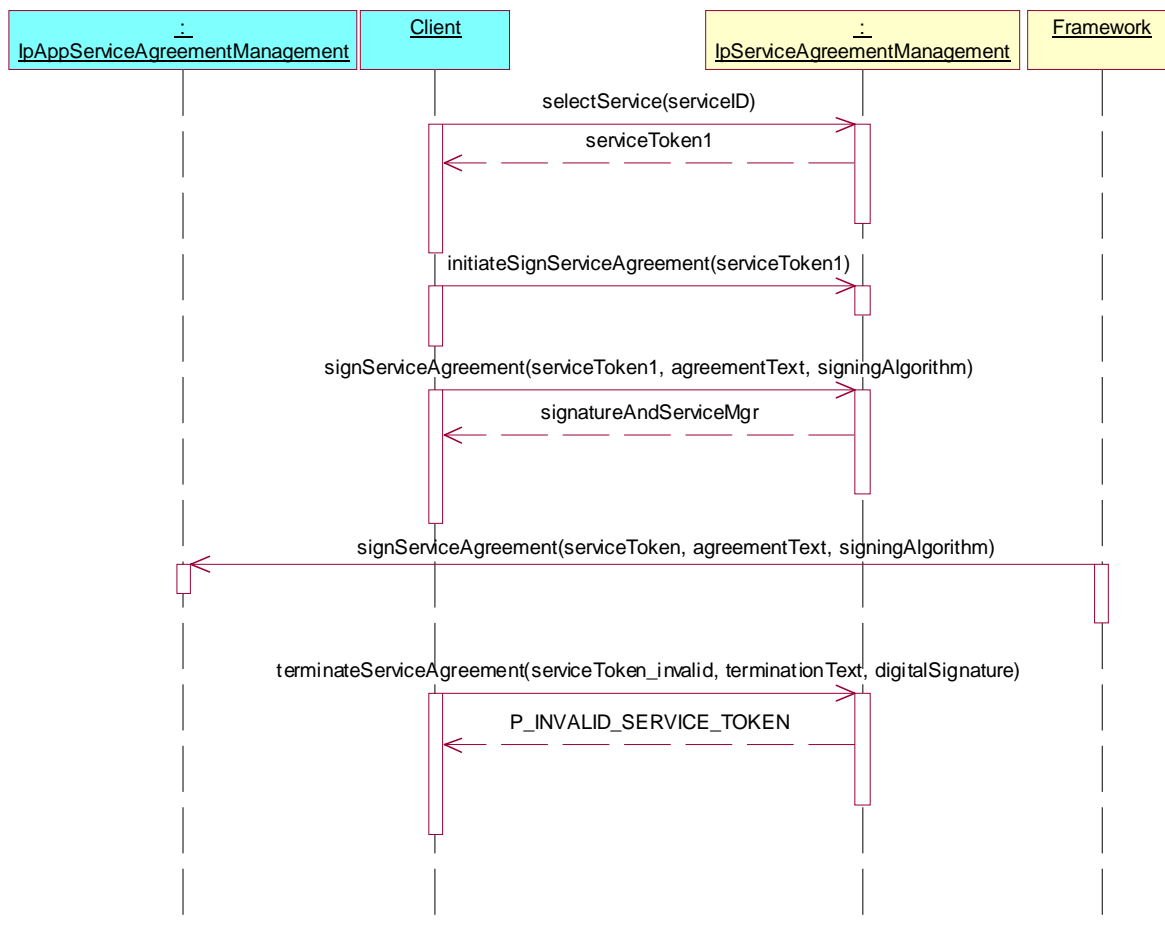 :
IpAppServiceAgreementManagement
Client
:
IpServiceAgreementManagement
Framework
selectService(serviceID)
serviceToken1
initiateSignServiceAgreement(serviceToken1)
signServiceAgreement(serviceToken1, agreementText, signingAlgorithm)
signatureAndServiceMgr
signServiceAgreement(serviceToken, agreementText, signingAlgorithm)
terminateServiceAgreement(serviceToken_invalid, terminationText, digitalSignature)
P_INVALID_SERVICE_TOKEN